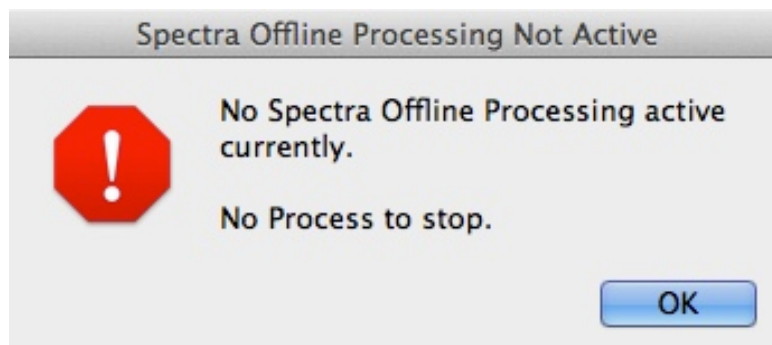 Spectra Offline Processing Not Active
No Spectra Offline Processing active
currently.
No Process to stop.
OK